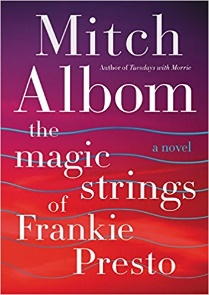 Mitch
Author of Tuesdays with Morrie
Albom
the
a novel
magic
strings
of
Frankie
Presto